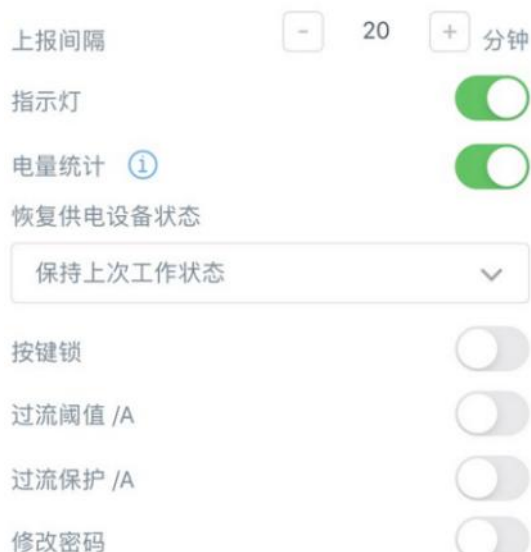 上报间隔 - 20 + 分钟
指示灯
电量统计 i
恢复供电设备状态
保持上次工作状态
按键锁
过流阈值 /A
过流保护 /A
修改密码